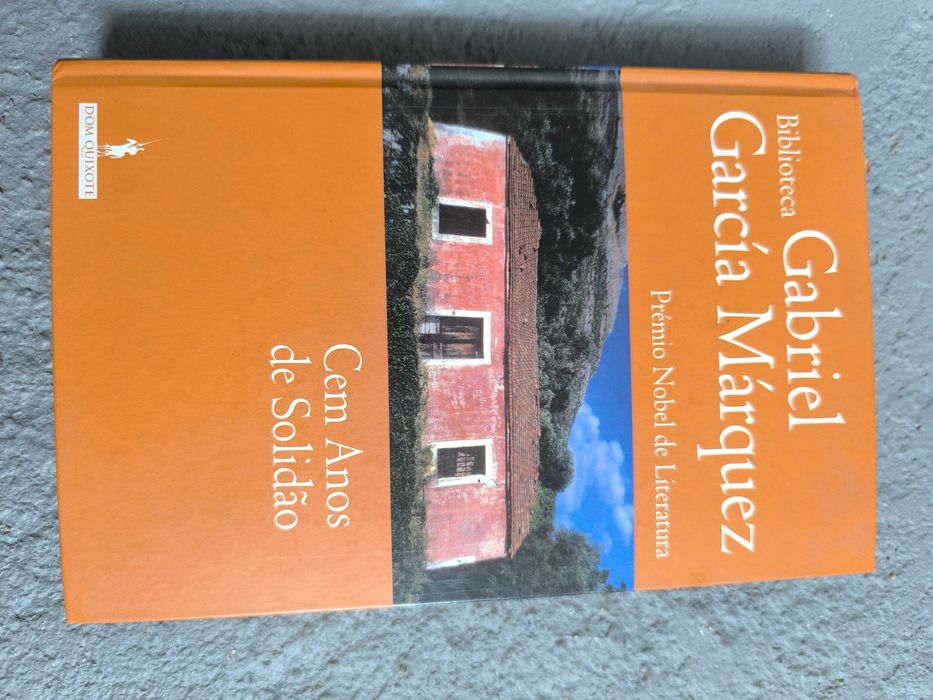 Biblioteca
Gabriel
García Márquez
Prémio Nobel de Literatura
Cem Anos
de Solidão
DOM QUIXOTE